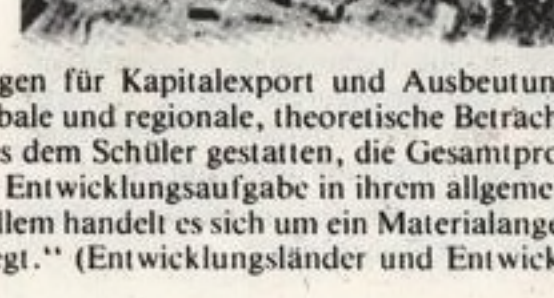 gen für Kapitalexport und Ausbeutun
bale und regionale, theoretische Betrach
s dem Schüler gestatten, die Gesamtpro
Entwicklungsaufgabe in ihrem allgeme
llem handelt es sich um ein Materialange
egt." (Entwicklungsländer und Entwick